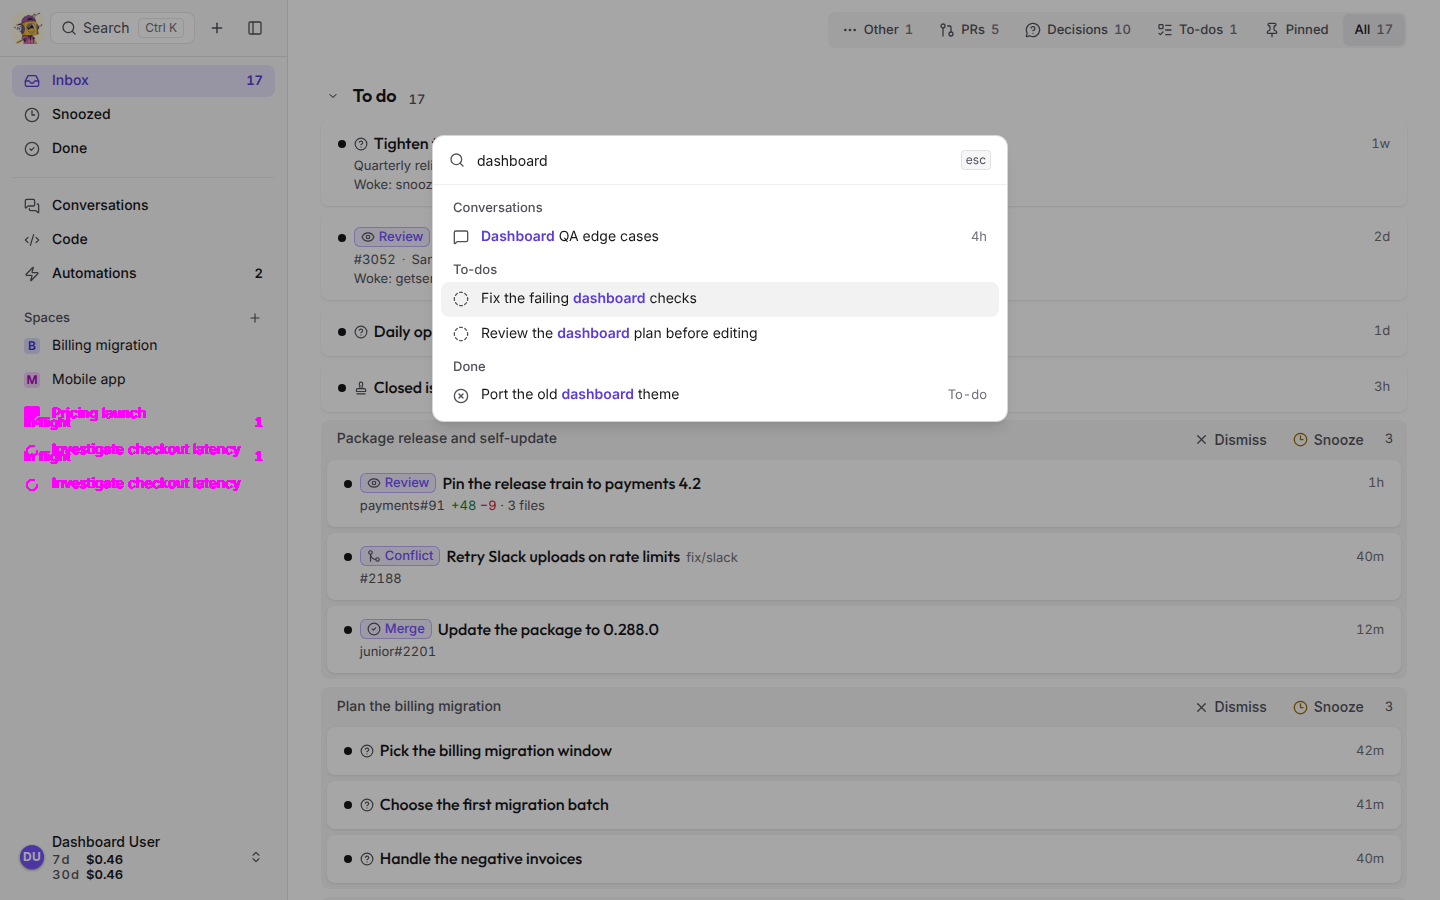 Search Ctrl K
Inbox 17
Snoozed
Done
Conversations
Code
Automations 2
Spaces
B Billing migration
M Mobile app
Pricing launch
In flight 1
Investigate checkout latency
In flight 1
Investigate checkout latency
DU Dashboard User
7d $0.46
30d $0.46
Other 1 PRs 5 Decisions 10 To-dos 1 Pinned All 17
To do 17
Tighten 1w
Quarterly
Woke:
Review 2d
#3052 ·
Woke:
Daily 1d
Closed 3h
dashboard esc
Conversations
Dashboard QA edge cases 4h
To-dos
Fix the failing dashboard checks
Review the dashboard plan before editing
Done
Port the old dashboard theme To-do
Package release and self-update Dismiss Snooze 3
Review Pin the release train to payments 4.2 1h
payments#91 +48 −9 · 3 files
Conflict Retry Slack uploads on rate limits fix/slack 40m
#2188
Merge Update the package to 0.288.0 12m
junior#2201
Plan the billing migration Dismiss Snooze 3
Pick the billing migration window 42m
Choose the first migration batch 41m
Handle the negative invoices 40m